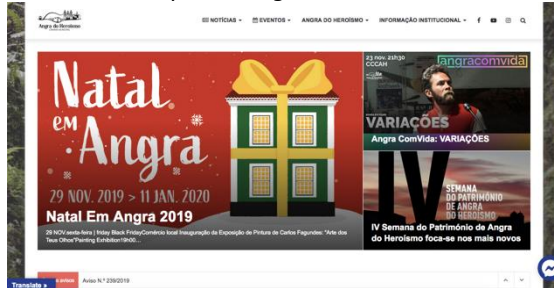 Angra do Heroísmo
NOTÍCIAS
EVENTOS
ANGRA DO HEROÍSMO
INFORMAÇÃO INSTITUCIONAL
Natal
em
Angra
29 NOV. 2019 > 11 JAN. 2020
Natal Em Angra 2019
29 NOV.sexta-feira | Inday Black FridayComércio local Inauguração da Exposição de Pintura de Carlos Fagundes: "Arte dos
Teus Olhos"Painting Exhibition19h00...
23 nov. 21h30
CCCAH
angracomvida
VARIAÇÕES
Angra ComVida: VARIAÇÕES
IV
SEMANA
DO PATRIMÓNIO
DE ANGRA
DO HEROÍSMO
IV Semana do Património de Angra
do Heroísmo foca-se nos mais novos
Aviso N.º 239/2019
Translate »